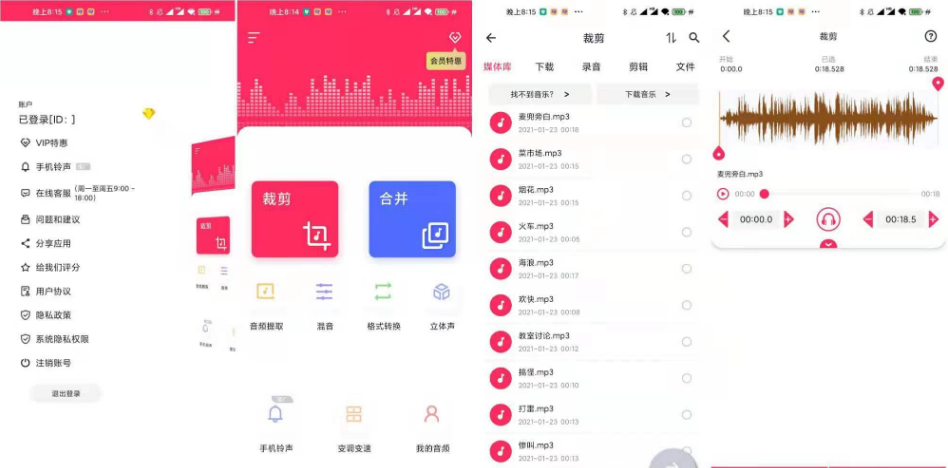 晚上8:15
账户
已登录[ID: ]
VIP特惠
手机铃声
在线客服 (周一至周五9:00 - 18:00)
问题和建议
分享应用
给我们评分
用户协议
隐私政策
系统隐私权限
注销账号
退出登录
裁剪
晚上8:14
100
会员特惠
裁剪
合并
音频提取
混音
格式转换
立体声
手机铃声
变调变速
我的音频
晚上8:15
100
裁剪
媒体库
下载
录音
剪辑
文件
找不到音乐? >
下载音乐 >
麦兜旁白.mp3
2021-01-23 00:18
菜市场.mp3
2021-01-23 00:15
烟花.mp3
2021-01-23 00:15
火车.mp3
2021-01-23 00:05
海浪.mp3
2021-01-23 00:17
欢快.mp3
2021-01-23 00:08
教室讨论.mp3
2021-01-23 00:12
搞怪.mp3
2021-01-23 00:10
打雷.mp3
2021-01-23 00:13
惨叫.mp3
2021-01-23 00:13
晚上8:15
100
裁剪
开始
已选
结束
0:00.0
0:18.528
0:18.528
麦兜旁白.mp3
00:00
00:18
00:00.0
00:18.5